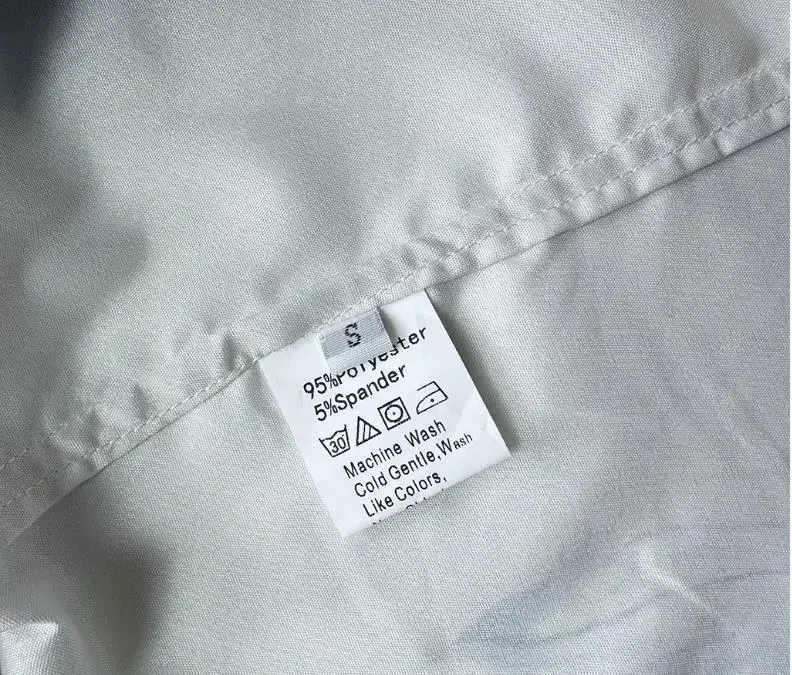 S
95%Polyester
5%Spander
30
Machine Wash
Cold Gentle,Wash
Like Colors,